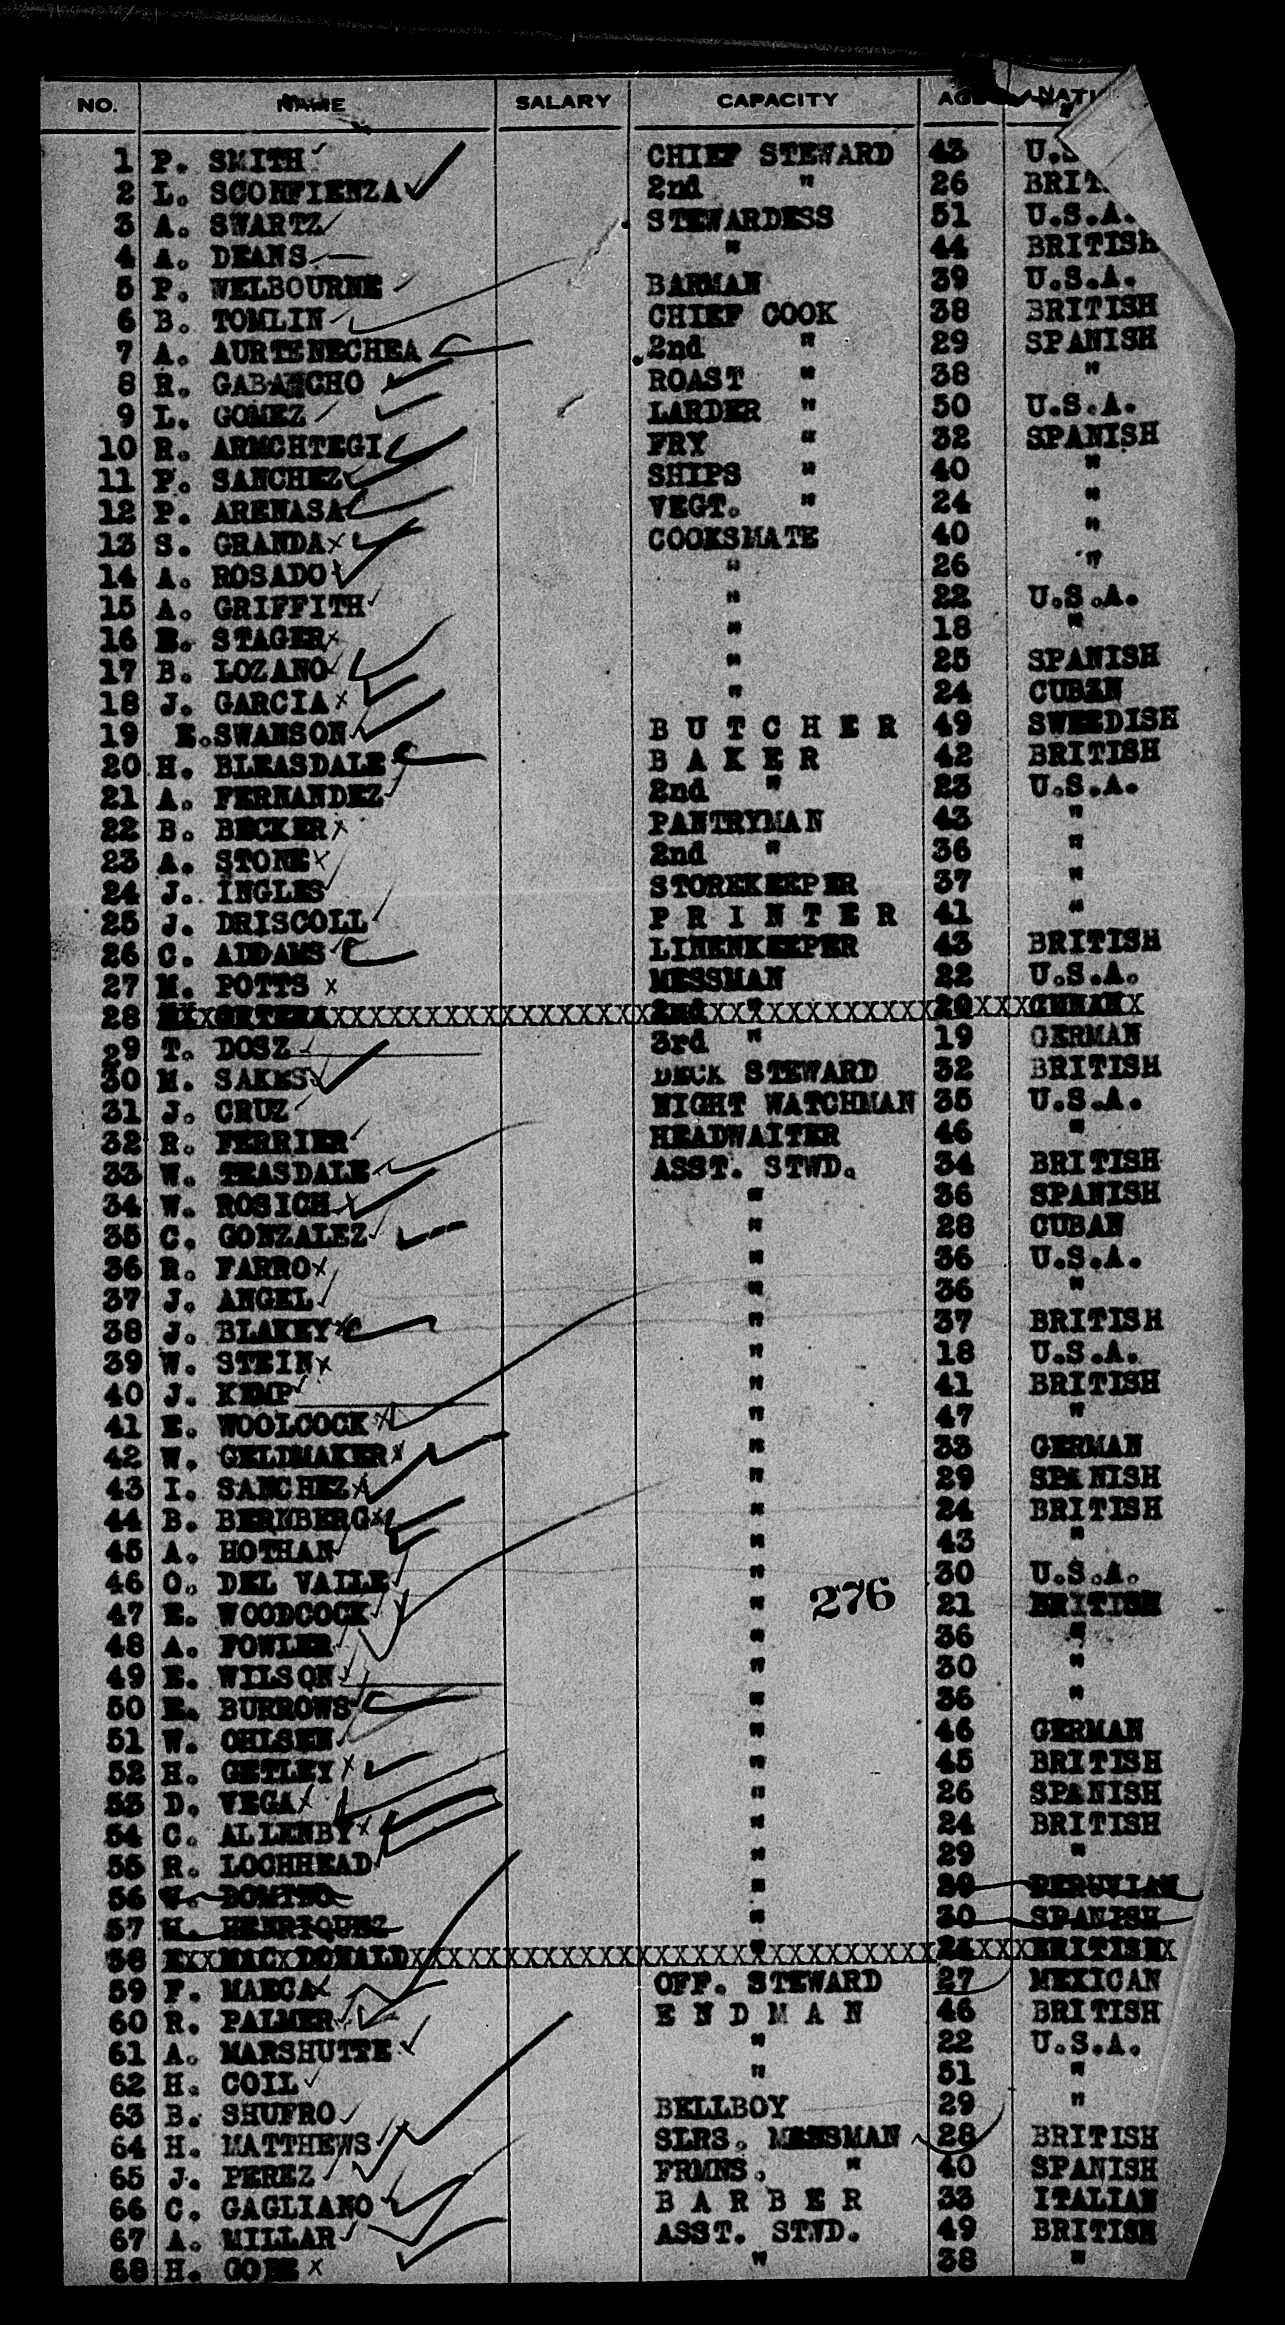 NO. NAME SALARY CAPACITY AGE NATI
1 P. SMITH CHIEF STEWARD 43 U.S
2 L. SCONFIENZA 2nd " 26 BRIT
3 A. SWARTZ STEWARDESS 51 U.S.A.
4 A. DEANS " 44 BRITISH
5 P. WELBOURNE BARMAN 39 U.S.A.
6 B. TOMLIN CHIEF COOK 38 BRITISH
7 A. AURTENECHEA 2nd " 29 SPANISH
8 R. GABANCHO ROAST " 38 "
9 L. GOMEZ LARDER " 50 U.S.A.
10 R. ARMCHTEGI FRY " 32 SPANISH
11 P. SANCHEZ SHIPS " 40 "
12 P. ARENASA VEGT. " 24 "
13 S. GRANDA COOKSMATE 40 "
14 A. ROSADO " 26 "
15 A. GRIFFITH " 22 U.S.A.
16 E. STAGER " 18 "
17 B. LOZANO " 25 SPANISH
18 J. GARCIA " 24 CUBAN
19 E.SWANSON BUTCHER 49 SWEEDISH
20 H. BLEASDALE BAKER 42 BRITISH
21 A. FERNANDEZ 2nd " 23 U.S.A.
22 B. BECKER PANTRYMAN 43 "
23 A. STONE 2nd " 36 "
24 J. INGLES STOREKEEPER 37 "
25 J. DRISCOLL PRINTER 41 "
26 C. ADDAMS LINENKEEPER 43 BRITISH
27 M. POTTS MESSMAN 22 U.S.A.
28 ORTERA 2nd " 20 CUBAN
29 T. DOSZ 3rd " 19 GERMAN
30 M. SAKES DECK STEWARD 32 BRITISH
31 J. CRUZ NIGHT WATCHMAN 35 U.S.A.
32 R. FERRIER HEADWAITER 46 "
33 W. TEASDALE ASST. STWD. 34 BRITISH
34 W. ROSICH " 36 SPANISH
35 C. GONZALEZ " 28 CUBAN
36 R. FARRO " 36 U.S.A.
37 J. ANGEL " 36 "
38 J. BLAKEY " 37 BRITISH
39 W. STEIN " 18 U.S.A.
40 J. KEMP " 41 BRITISH
41 E. WOOLCOCK " 47 "
42 W. GELDMAKER " 33 GERMAN
43 I. SANCHEZ " 29 SPANISH
44 B. BERNBERG " 24 BRITISH
45 A. HOTHAN " 43 "
46 O. DEL VALLE " 30 U.S.A.
47 E. WOODCOCK " 276 21 BRITISH
48 A. FOWLER " 36 "
49 E. WILSON " 30 "
50 E. BURROWS " 36 "
51 W. OHLSEN " 46 GERMAN
52 H. GETLEY " 45 BRITISH
53 D. VEGA " 26 SPANISH
54 C. ALLENBY " 24 BRITISH
55 R. LOCHHEAD " 29 "
56 V. " PERUVIAN
57 H. HENRIQUEZ " 30 SPANISH
58 MAC DONALD " 24 BRITISH
59 F. MAECA OFF. STEWARD 27 MEXICAN
60 R. PALMER ENDMAN 46 BRITISH
61 A. MARSHUTTE " 22 U.S.A.
62 H. COIL " 51 "
63 B. SHUFRO BELLBOY 29 "
64 H. MATTHEWS SLRS. MESSMAN 28 BRITISH
65 J. PEREZ FRMNS. " 40 SPANISH
66 C. GAGLIANO BARBER 33 ITALIAN
67 A. MILLAR ASST. STWD. 49 BRITISH
68 H. " 38 "